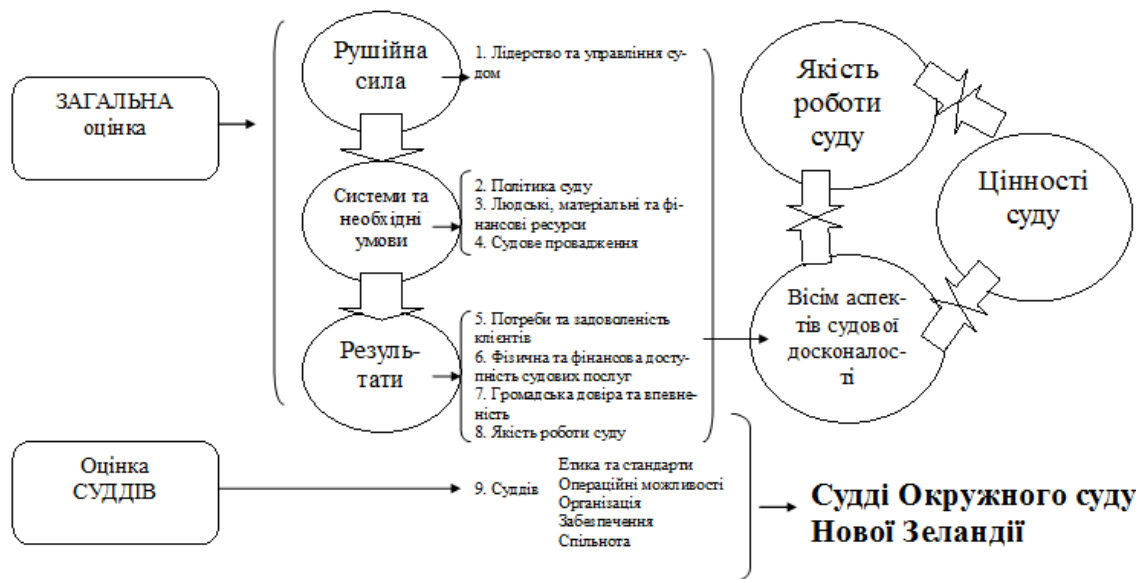 ЗАГАЛЬНА
оцінка
Рушійна
сила
1. Лідерство та управління су-
дом
Системи та
необхідні
умови
2. Політика суду
3. Людські, матеріальні та фі-
нансові ресурси
4. Судове провадження
Резуль-
тати
5. Потреби та задоволеність
клієнтів
6. Фізична та фінансова досту-
пність судових послуг
7. Громадська довіра та впевне-
ність
8. Якість роботи суду
Якість
роботи
суду
Цінності
суду
Вісім аспек-
тів судової
досконалос-
ті
Оцінка
СУДДІВ
9. Суддів
Етика та стандарти
Операційні можливості
Організація
Забезпечення
Спільнота
Судді Окружного суду
Нової Зеландії